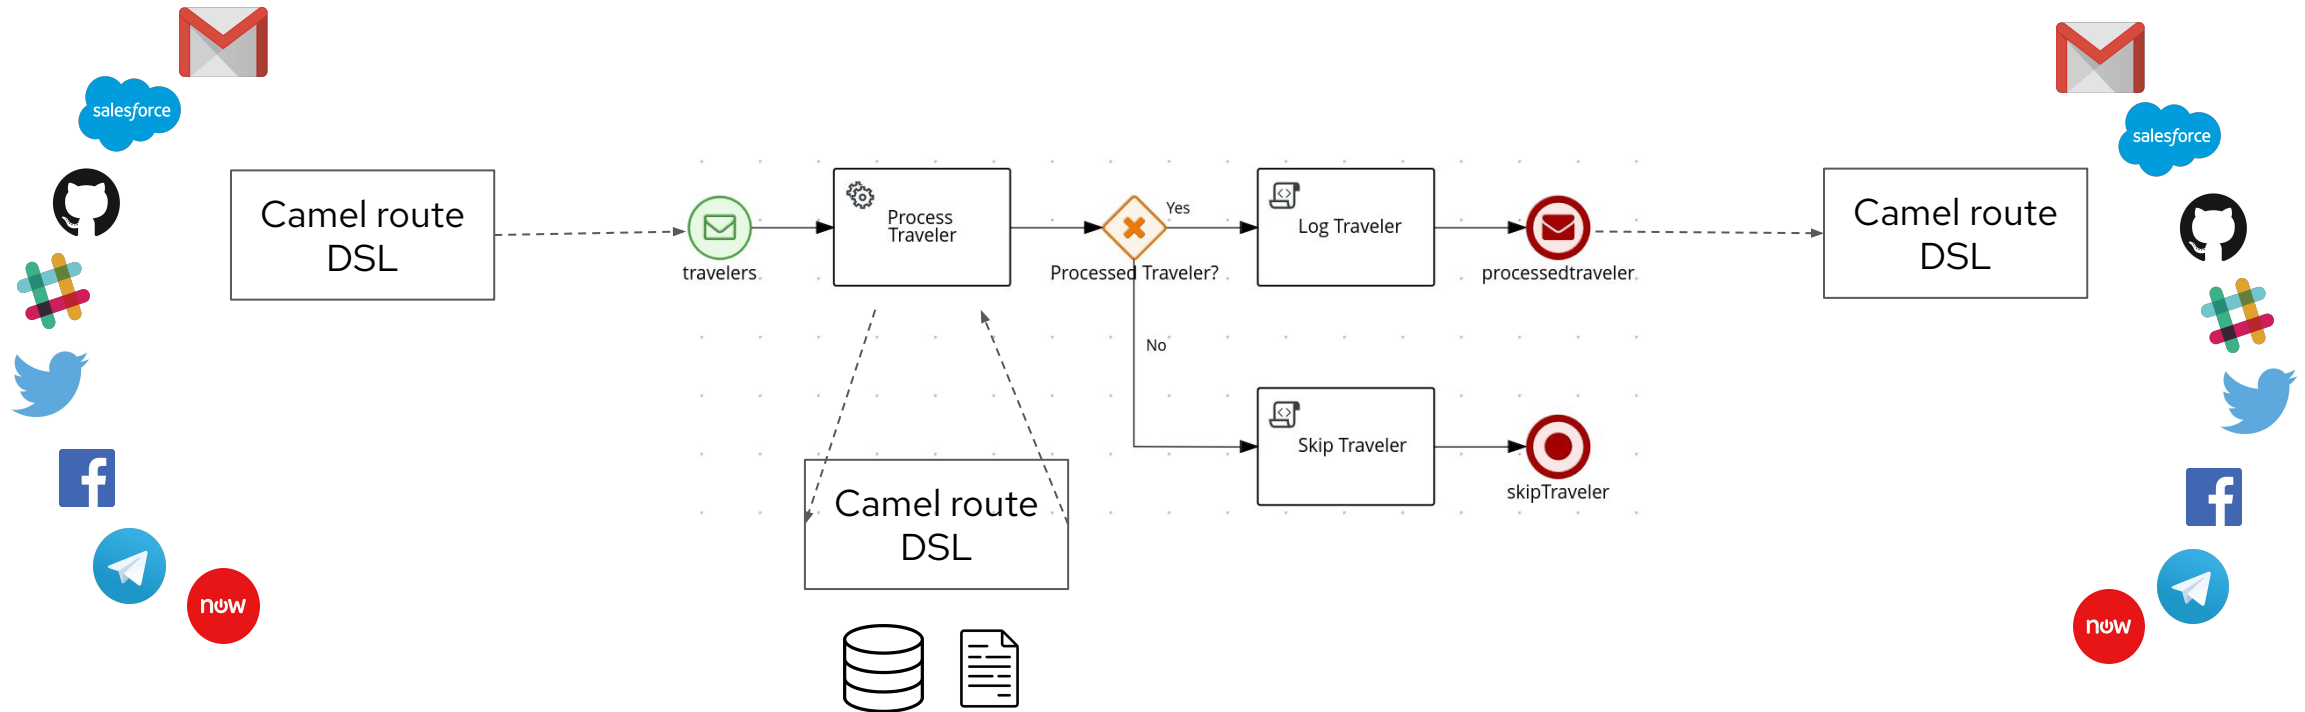 salesforce
now
Camel route
DSL
travelers
Process
Traveler
Processed Traveler?
Yes
No
Log Traveler
processedtraveler
Skip Traveler
skipTraveler
Camel route
DSL
Camel route
DSL
salesforce
now